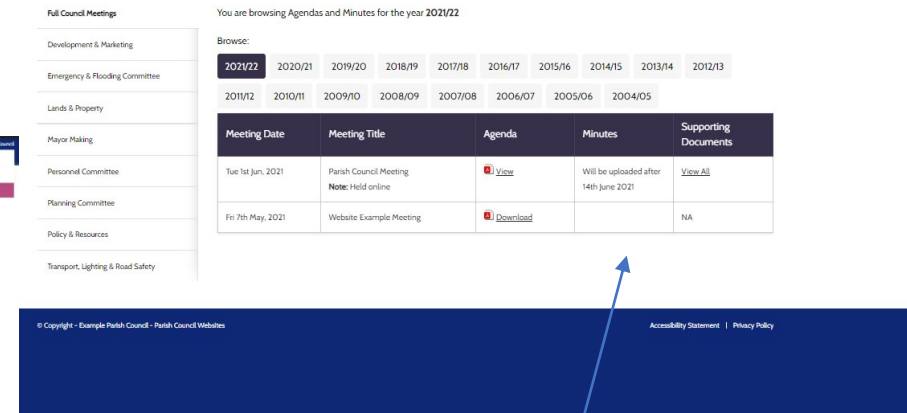 Full Council Meetings
Development & Marketing
Emergency & Flooding Committee
Lands & Property
Mayor Making
Personnel Committee
Planning Committee
Policy & Resources
Transport, Lighting & Road Safety
You are browsing Agendas and Minutes for the year 2021/22
Browse:
2021/22 2020/21 2019/20 2018/19 2017/18 2016/17 2015/16 2014/15 2013/14 2012/13
2011/12 2010/11 2009/10 2008/09 2007/08 2006/07 2005/06 2004/05
Meeting Date Meeting Title Agenda Minutes Supporting
Documents
Tue 1st Jun, 2021 Parish Council Meeting View Will be uploaded after View All
Note: Held online 14th June 2021
Fri 7th May, 2021 Website Example Meeting Download NA
© Copyright - Example Parish Council - Parish Council Websites Accessibility Statement | Privacy Policy